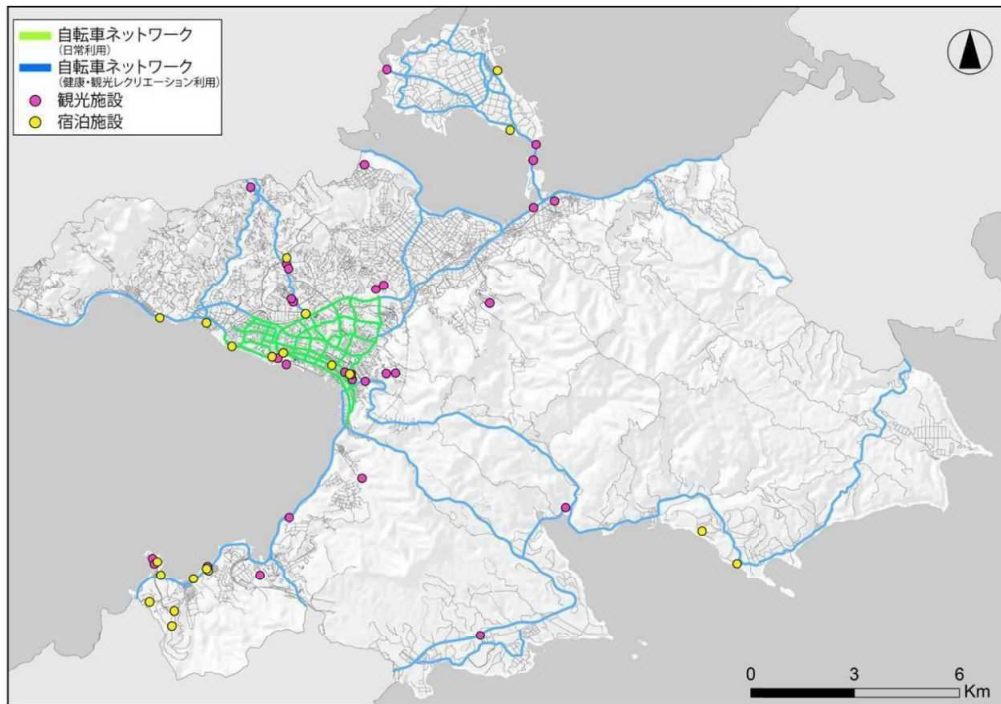 自転車ネットワーク
(日常利用)
自転車ネットワーク
(健康・観光レクリエーション利用)
観光施設
宿泊施設
0 3 6
Km